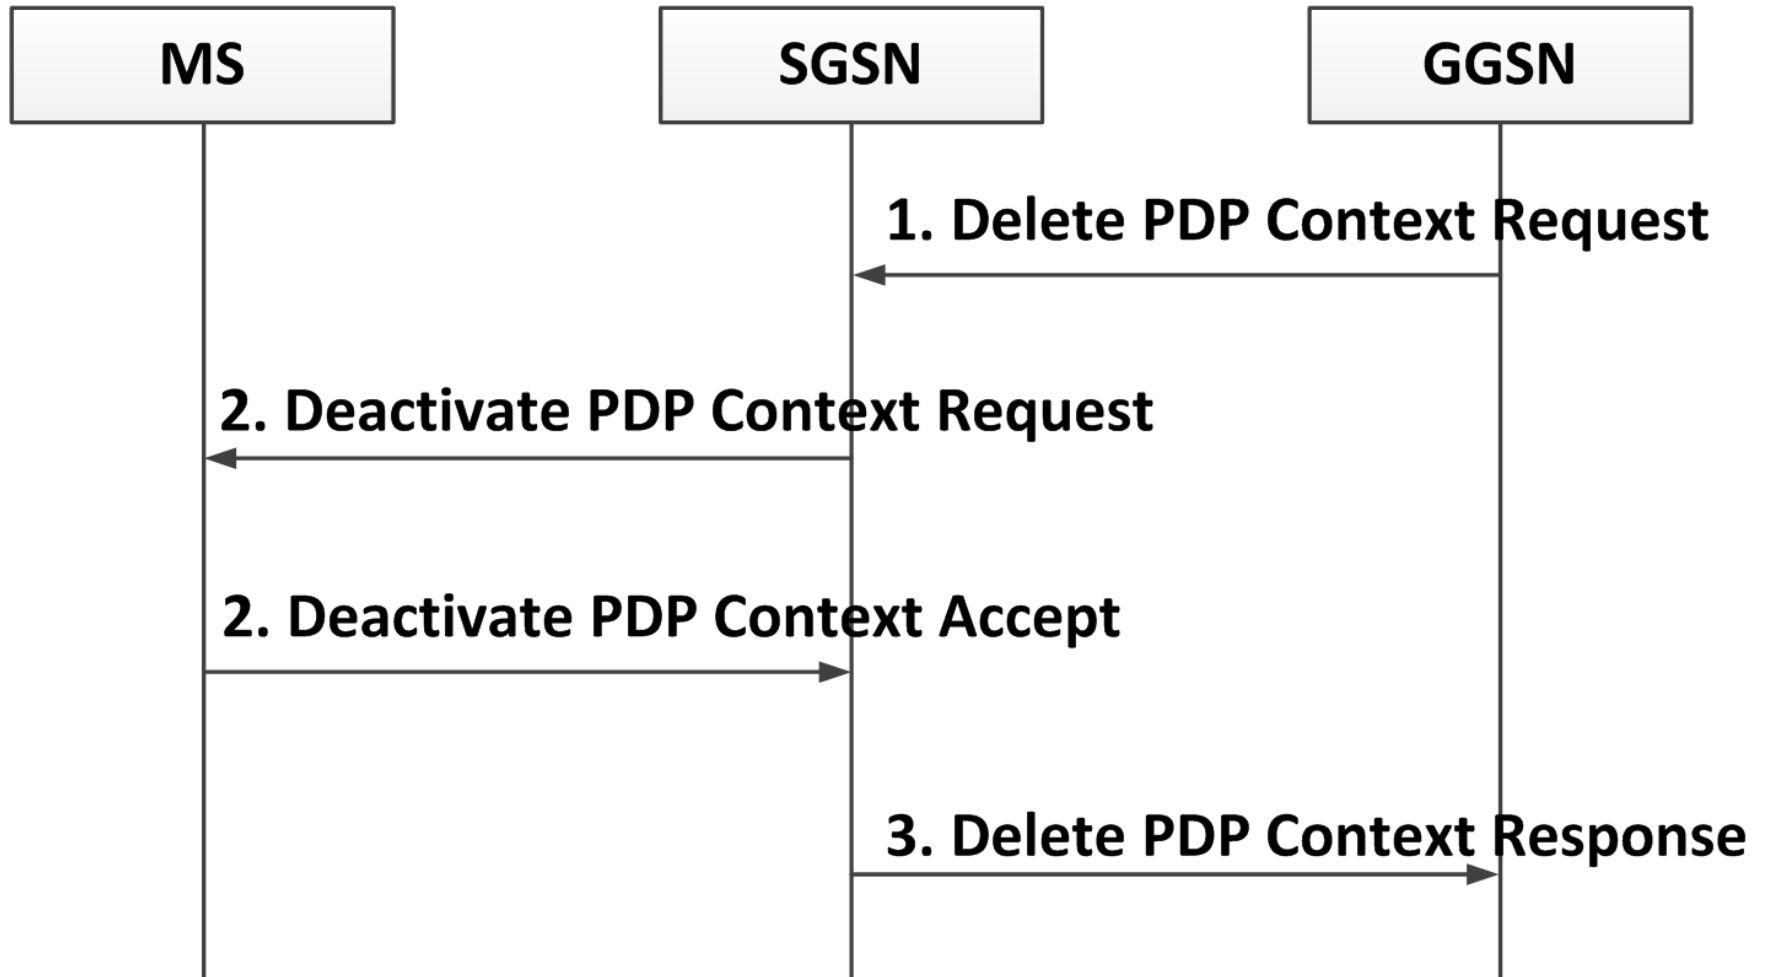 MS
SGSN
GGSN
1. Delete PDP Context Request
2. Deactivate PDP Context Request
2. Deactivate PDP Context Accept
3. Delete PDP Context Response